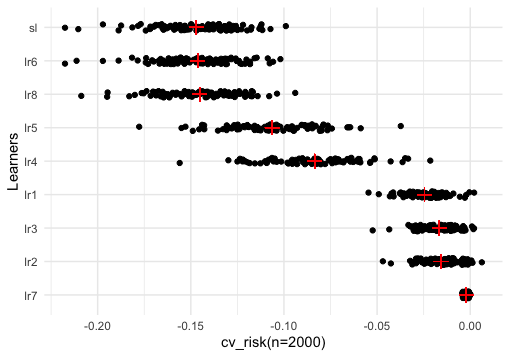 Learners
sl
lr6
lr8
lr5
lr4
lr1
lr3
lr2
lr7
-0.20 -0.15 -0.10 -0.05 0.00
cv_risk(n=2000)